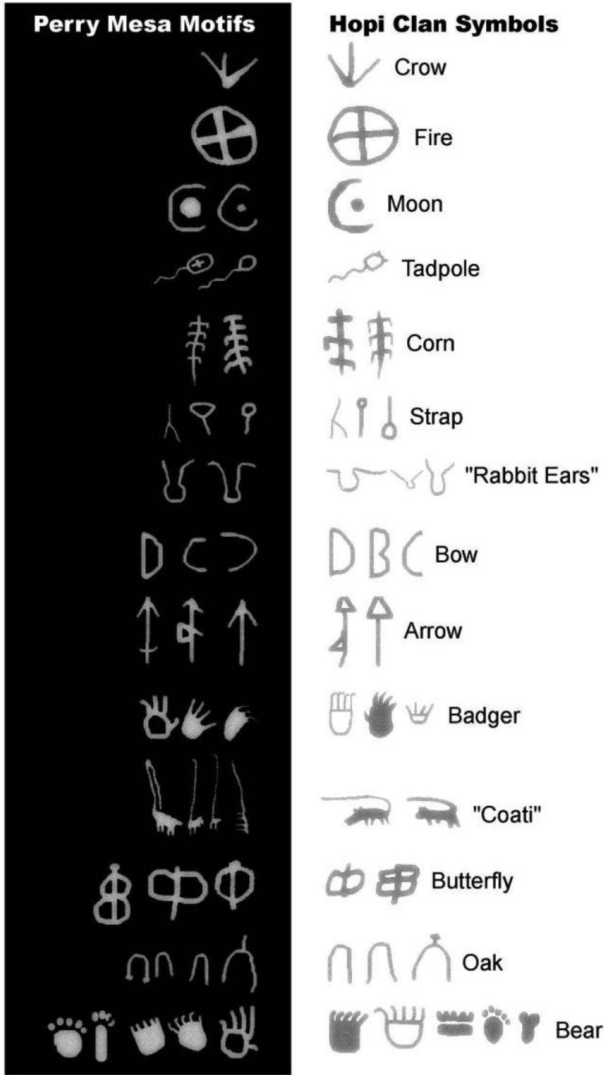 Perry Mesa Motifs
Hopi Clan Symbols
Crow
Fire
Moon
Tadpole
Corn
Strap
"Rabbit Ears"
Bow
Arrow
Badger
"Coati"
Butterfly
Oak
Bear